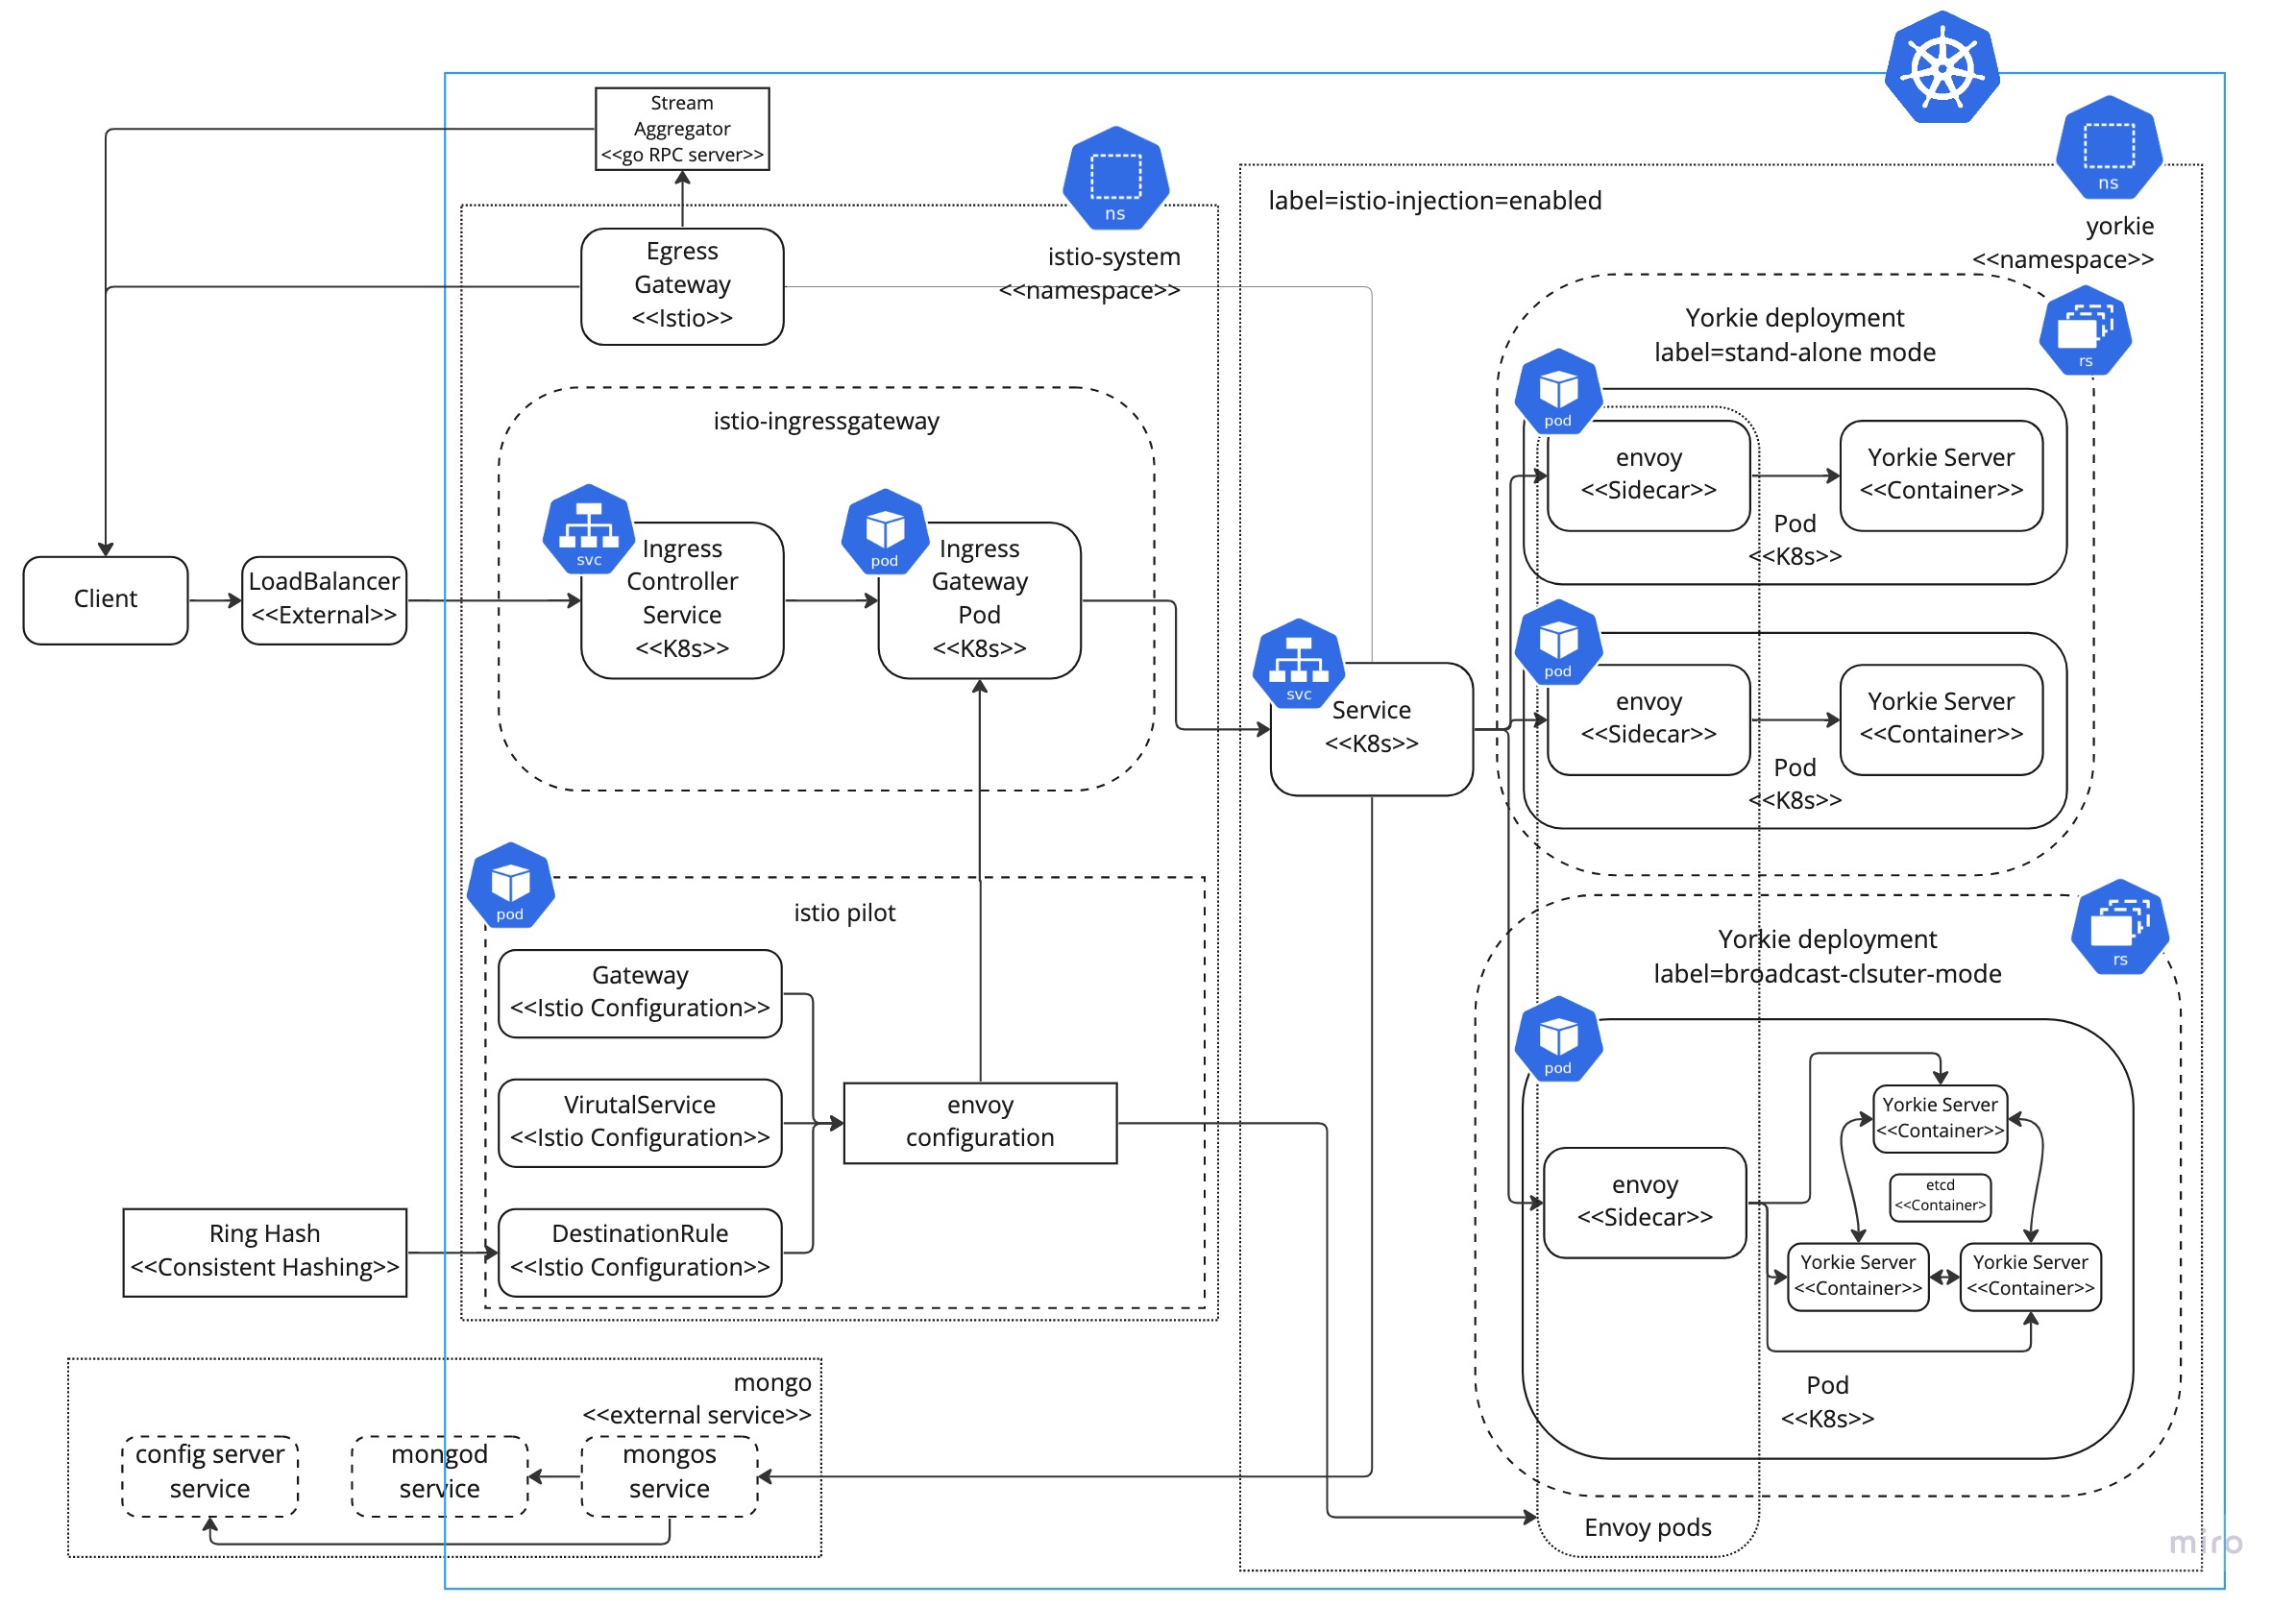 Stream
Aggregator
<<go RPC server>>
ns
istio-system
<<namespace>>
Egress
Gateway
<<Istio>>
label=istio-injection=enabled
ns
yorkie
<<namespace>>
Yorkie deployment
label=stand-alone mode
rs
istio-ingressgateway
pod
envoy
<<Sidecar>>
Yorkie Server
<<Container>>
Pod
<<K8s>>
Client
LoadBalancer
<<External>>
svc
Ingress
Controller
Service
<<K8s>>
pod
Ingress
Gateway
Pod
<<K8s>>
svc
Service
<<K8s>>
pod
envoy
<<Sidecar>>
Yorkie Server
<<Container>>
Pod
<<K8s>>
pod
istio pilot
Gateway
<<Istio Configuration>>
VirutalService
<<Istio Configuration>>
envoy
configuration
Ring Hash
<<Consistent Hashing>>
DestinationRule
<<Istio Configuration>>
Yorkie deployment
label=broadcast-clsuter-mode
rs
pod
envoy
<<Sidecar>>
Yorkie Server
<<Container>>
etcd
<<Container>
Yorkie Server
<<Container>>
Yorkie Server
<<Container>>
Pod
<<K8s>>
mongo
<<external service>>
config server
service
mongod
service
mongos
service
Envoy pods
miro